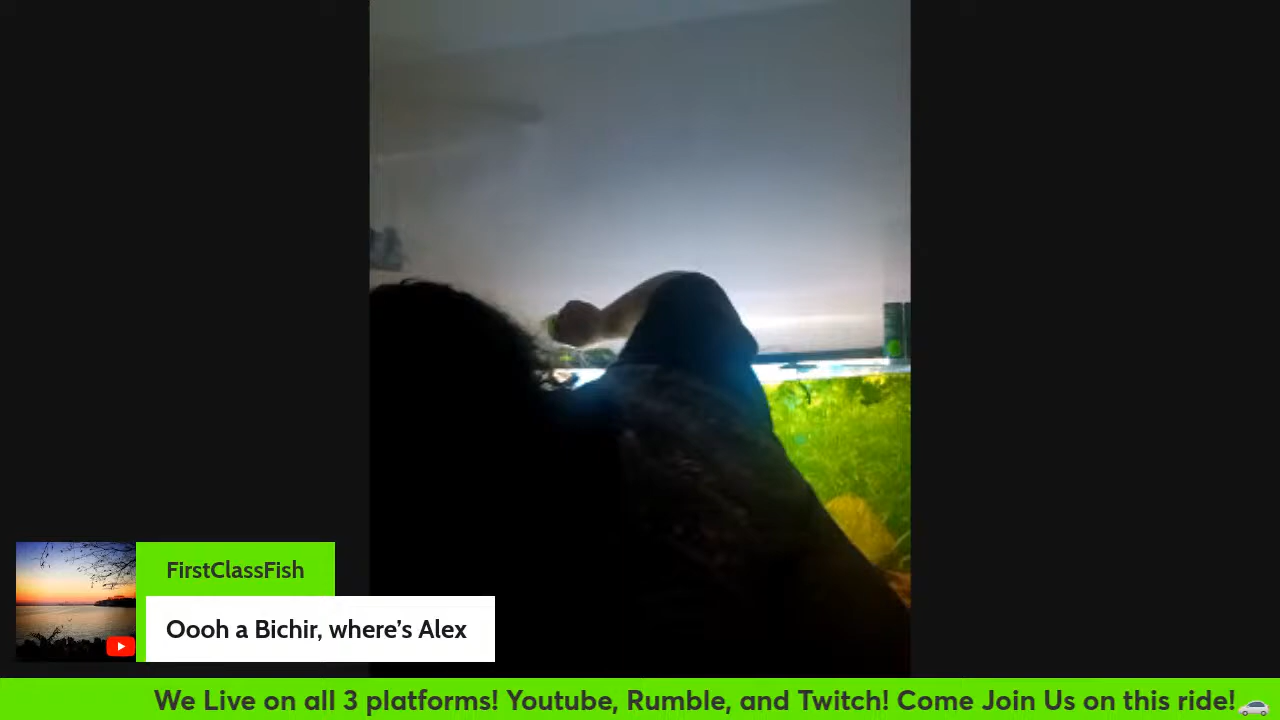 FirstClassFish
Oooh a Bichir, where's Alex
We Live on all 3 platforms! Youtube, Rumble, and Twitch! Come Join Us on this ride! 🚗